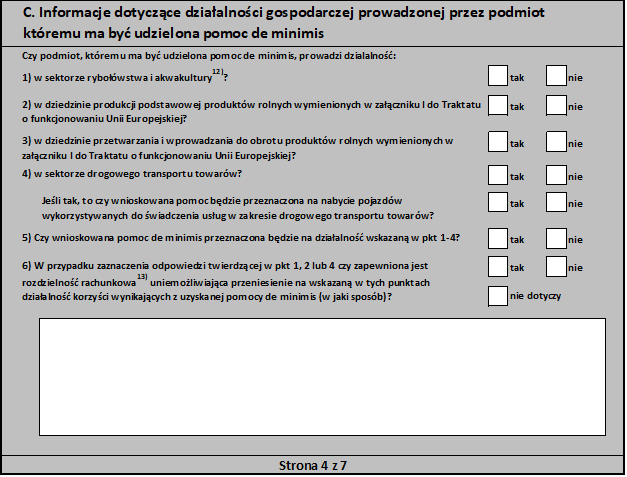 C. Informacje dotyczące działalności gospodarczej prowadzonej przez podmiot
któremu ma być udzielona pomoc de minimis
Czy podmiot, któremu ma być udzielona pomoc de minimis, prowadzi działalność:
1) w sektorze rybołówstwa i akwakultury12)?
tak nie
2) w dziedzinie produkcji podstawowej produktów rolnych wymienionych w załączniku I do Traktatu
o funkcjonowaniu Unii Europejskiej?
tak nie
3) w dziedzinie przetwarzania i wprowadzania do obrotu produktów rolnych wymienionych w
załączniku I do Traktatu o funkcjonowaniu Unii Europejskiej?
tak nie
4) w sektorze drogowego transportu towarów?
tak nie
Jeśli tak, to czy wnioskowana pomoc będzie przeznaczona na nabycie pojazdów
wykorzystywanych do świadczenia usług w zakresie drogowego transportu towarów?
tak nie
5) Czy wnioskowana pomoc de minimis przeznaczona będzie na działalność wskazaną w pkt 1-4?
tak nie
6) W przypadku zaznaczenia odpowiedzi twierdzącej w pkt 1, 2 lub 4 czy zapewniona jest
rozdzielność rachunkowa13) uniemożliwiająca przeniesienie na wskazaną w tych punktach
działalność korzyści wynikających z uzyskanej pomocy de minimis (w jaki sposób)?
tak nie
nie dotyczy
Strona 4 z 7